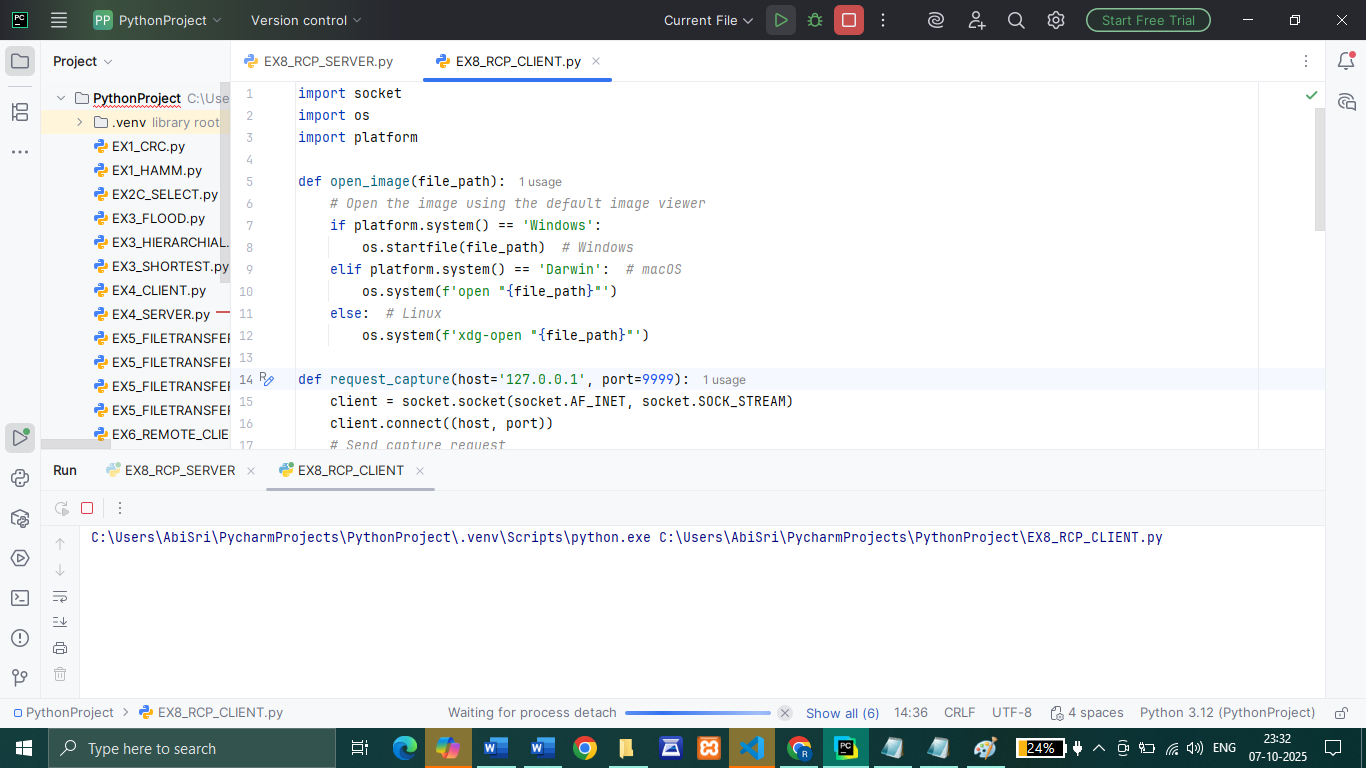 PC
PP PythonProject
Version control
Current File
Start Free Trial
Project
EX8_RCP_SERVER.py
EX8_RCP_CLIENT.py
PythonProject C:\Use
.venv library root
EX1_CRC.py
EX1_HAMM.py
EX2C_SELECT.py
EX3_FLOOD.py
EX3_HIERARCHIAL.
EX3_SHORTEST.py
EX4_CLIENT.py
EX4_SERVER.py
EX5_FILETRANSFER
EX5_FILETRANSFER
EX5_FILETRANSFER
EX5_FILETRANSFER
EX6_REMOTE_CLIE
1 import socket
2 import os
3 import platform
4
5 def open_image(file_path): 1 usage
6 # Open the image using the default image viewer
7 if platform.system() == 'Windows':
8 os.startfile(file_path)  # Windows
9 elif platform.system() == 'Darwin':  # macOS
10 os.system(f'open "{file_path}"')
11 else:  # Linux
12 os.system(f'xdg-open "{file_path}"')
13
14 def request_capture(host='127.0.0.1', port=9999): 1 usage
15 client = socket.socket(socket.AF_INET, socket.SOCK_STREAM)
16 client.connect((host, port))
17 # Send capture request
Run
EX8_RCP_SERVER
EX8_RCP_CLIENT
C:\Users\AbiSri\PycharmProjects\PythonProject\.venv\Scripts\python.exe C:\Users\AbiSri\PycharmProjects\PythonProject\EX8_RCP_CLIENT.py
PythonProject > EX8_RCP_CLIENT.py
Waiting for process detach
Show all (6)
14:36
CRLF
UTF-8
4 spaces
Python 3.12 (PythonProject)
Type here to search
24%
ENG
23:32
07-10-2025